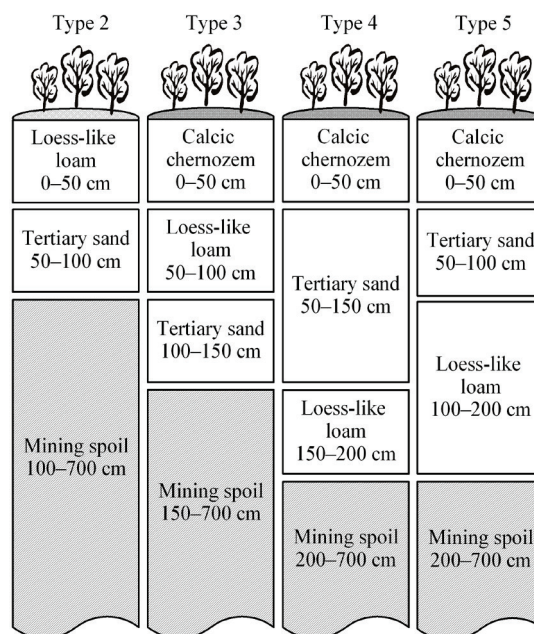 Type 2
Type 3
Type 4
Type 5
Loess-like
loam
0–50 cm
Tertiary sand
50–100 cm
Mining spoil
100–700 cm
Calcic
chernozem
0–50 cm
Loess-like
loam
50–100 cm
Tertiary sand
100–150 cm
Mining spoil
150–700 cm
Calcic
chernozem
0–50 cm
Tertiary sand
50–150 cm
Loess-like
loam
150–200 cm
Mining spoil
200–700 cm
Calcic
chernozem
0–50 cm
Tertiary sand
50–100 cm
Loess-like
loam
100–200 cm
Mining spoil
200–700 cm